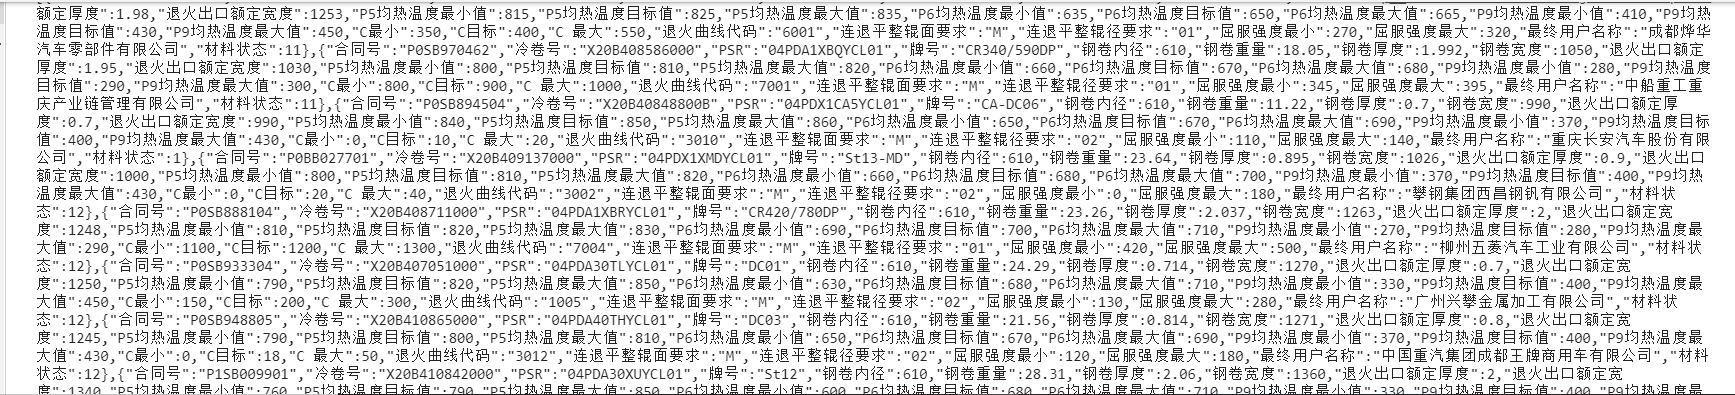 额定厚度":1.98,"退火出口额定宽度":1253,"P5均热温度最小值":815,"P5均热温度目标值":825,"P5均热温度最大值":835,"P6均热温度最小值":635,"P6均热温度目标值":650,"P6均热温度最大值":665,"P9均热温度最小值":410,"P9均热
温度目标值":430,"P9均热温度最大值":450,"C最小":350,"C目标":400,"C 最大":550,"退火曲线代码":"6001","连退平整辊面要求":"M","连退平整辊径要求":"01","屈服强度最小":270,"屈服强度最大":320,"最终用户名称":"成都烨华
汽车零部件有限公司","材料状态":11},{"合同号":"P0SB970462","冷卷号":"X20B408586000","PSR":"04PDA1XBQYCL01","牌号":"CR340/590DP","钢卷内径":610,"钢卷重量":18.05,"钢卷厚度":1.992,"钢卷宽度":1050,"退火出口额定
厚度":1.95,"退火出口额定宽度":1030,"P5均热温度最小值":800,"P5均热温度目标值":810,"P5均热温度最大值":820,"P6均热温度最小值":660,"P6均热温度目标值":670,"P6均热温度最大值":680,"P9均热温度最小值":280,"P9均热温度
目标值":290,"P9均热温度最大值":300,"C最小":800,"C目标":900,"C 最大":1000,"退火曲线代码":"7001","连退平整辊面要求":"M","连退平整辊径要求":"01","屈服强度最小":345,"屈服强度最大":395,"最终用户名称":"中船重工重
庆产业链管理有限公司","材料状态":11},{"合同号":"P0SB894504","冷卷号":"X20B40848800B","PSR":"04PDX1CA5YCL01","牌号":"CA-DC06","钢卷内径":610,"钢卷重量":11.22,"钢卷厚度":0.7,"钢卷宽度":990,"退火出口额定厚
度":0.7,"退火出口额定宽度":990,"P5均热温度最小值":840,"P5均热温度目标值":850,"P5均热温度最大值":860,"P6均热温度最小值":650,"P6均热温度目标值":670,"P6均热温度最大值":690,"P9均热温度最小值":370,"P9均热温度目标
值":400,"P9均热温度最大值":430,"C最小":0,"C目标":10,"C 最大":20,"退火曲线代码":"3010","连退平整辊面要求":"M","连退平整辊径要求":"02","屈服强度最小":110,"屈服强度最大":140,"最终用户名称":"重庆长安汽车股份有限
公司","材料状态":1},{"合同号":"P0BB027701","冷卷号":"X20B409137000","PSR":"04PDX1XMDYCL01","牌号":"St13-MD","钢卷内径":610,"钢卷重量":23.64,"钢卷厚度":0.895,"钢卷宽度":1026,"退火出口额定厚度":0.9,"退火出口
额定宽度":1000,"P5均热温度最小值":800,"P5均热温度目标值":810,"P5均热温度最大值":820,"P6均热温度最小值":660,"P6均热温度目标值":680,"P6均热温度最大值":700,"P9均热温度最小值":370,"P9均热温度目标值":400,"P9均热
温度最大值":430,"C最小":0,"C目标":20,"C 最大":40,"退火曲线代码":"3002","连退平整辊面要求":"M","连退平整辊径要求":"02","屈服强度最小":0,"屈服强度最大":180,"最终用户名称":"攀钢集团西昌钢钒有限公司","材料状
态":12},{"合同号":"P0SB888104","冷卷号":"X20B408711000","PSR":"04PDA1XBRYCL01","牌号":"CR420/780DP","钢卷内径":610,"钢卷重量":23.26,"钢卷厚度":2.037,"钢卷宽度":1263,"退火出口额定厚度":2,"退火出口额定宽
度":1248,"P5均热温度最小值":810,"P5均热温度目标值":820,"P5均热温度最大值":830,"P6均热温度最小值":690,"P6均热温度目标值":700,"P6均热温度最大值":710,"P9均热温度最小值":270,"P9均热温度目标值":280,"P9均热温度最
大值":290,"C最小":1100,"C目标":1200,"C 最大":1300,"退火曲线代码":"7004","连退平整辊面要求":"M","连退平整辊径要求":"01","屈服强度最小":420,"屈服强度最大":500,"最终用户名称":"柳州五菱汽车工业有限公司","材料状
态":12},{"合同号":"P0SB933304","冷卷号":"X20B407051000","PSR":"04PDA30TLYCL01","牌号":"DC01","钢卷内径":610,"钢卷重量":24.29,"钢卷厚度":0.714,"钢卷宽度":1270,"退火出口额定厚度":0.7,"退火出口额定宽
度":1250,"P5均热温度最小值":790,"P5均热温度目标值":820,"P5均热温度最大值":850,"P6均热温度最小值":630,"P6均热温度目标值":680,"P6均热温度最大值":710,"P9均热温度最小值":330,"P9均热温度目标值":400,"P9均热温度最
大值":450,"C最小":150,"C目标":200,"C 最大":300,"退火曲线代码":"1005","连退平整辊面要求":"M","连退平整辊径要求":"02","屈服强度最小":130,"屈服强度最大":280,"最终用户名称":"广州兴攀金属加工有限公司","材料状
态":12},{"合同号":"P0SB948805","冷卷号":"X20B410865000","PSR":"04PDA40THYCL01","牌号":"DC03","钢卷内径":610,"钢卷重量":21.56,"钢卷厚度":0.814,"钢卷宽度":1271,"退火出口额定厚度":0.8,"退火出口额定宽
度":1245,"P5均热温度最小值":790,"P5均热温度目标值":800,"P5均热温度最大值":810,"P6均热温度最小值":650,"P6均热温度目标值":670,"P6均热温度最大值":690,"P9均热温度最小值":370,"P9均热温度目标值":400,"P9均热温度最
大值":430,"C最小":0,"C目标":18,"C 最大":50,"退火曲线代码":"3012","连退平整辊面要求":"M","连退平整辊径要求":"02","屈服强度最小":120,"屈服强度最大":180,"最终用户名称":"中国重汽集团成都王牌商用车有限公司","材料
状态":12},{"合同号":"P1SB009901","冷卷号":"X20B410842000","PSR":"04PDA30XUYCL01","牌号":"St12","钢卷内径":610,"钢卷重量":28.31,"钢卷厚度":2.06,"钢卷宽度":1360,"退火出口额定厚度":2,"退火出口额定宽
度":1340,"P5均热温度最小值":760,"P5均热温度目标值":790,"P5均热温度最大值":850,"P6均热温度最小值":600,"P6均热温度目标值":680,"P6均热温度最大值":710,"P9均热温度最小值":330,"P9均热温度目标值":400,"P9均热温度最